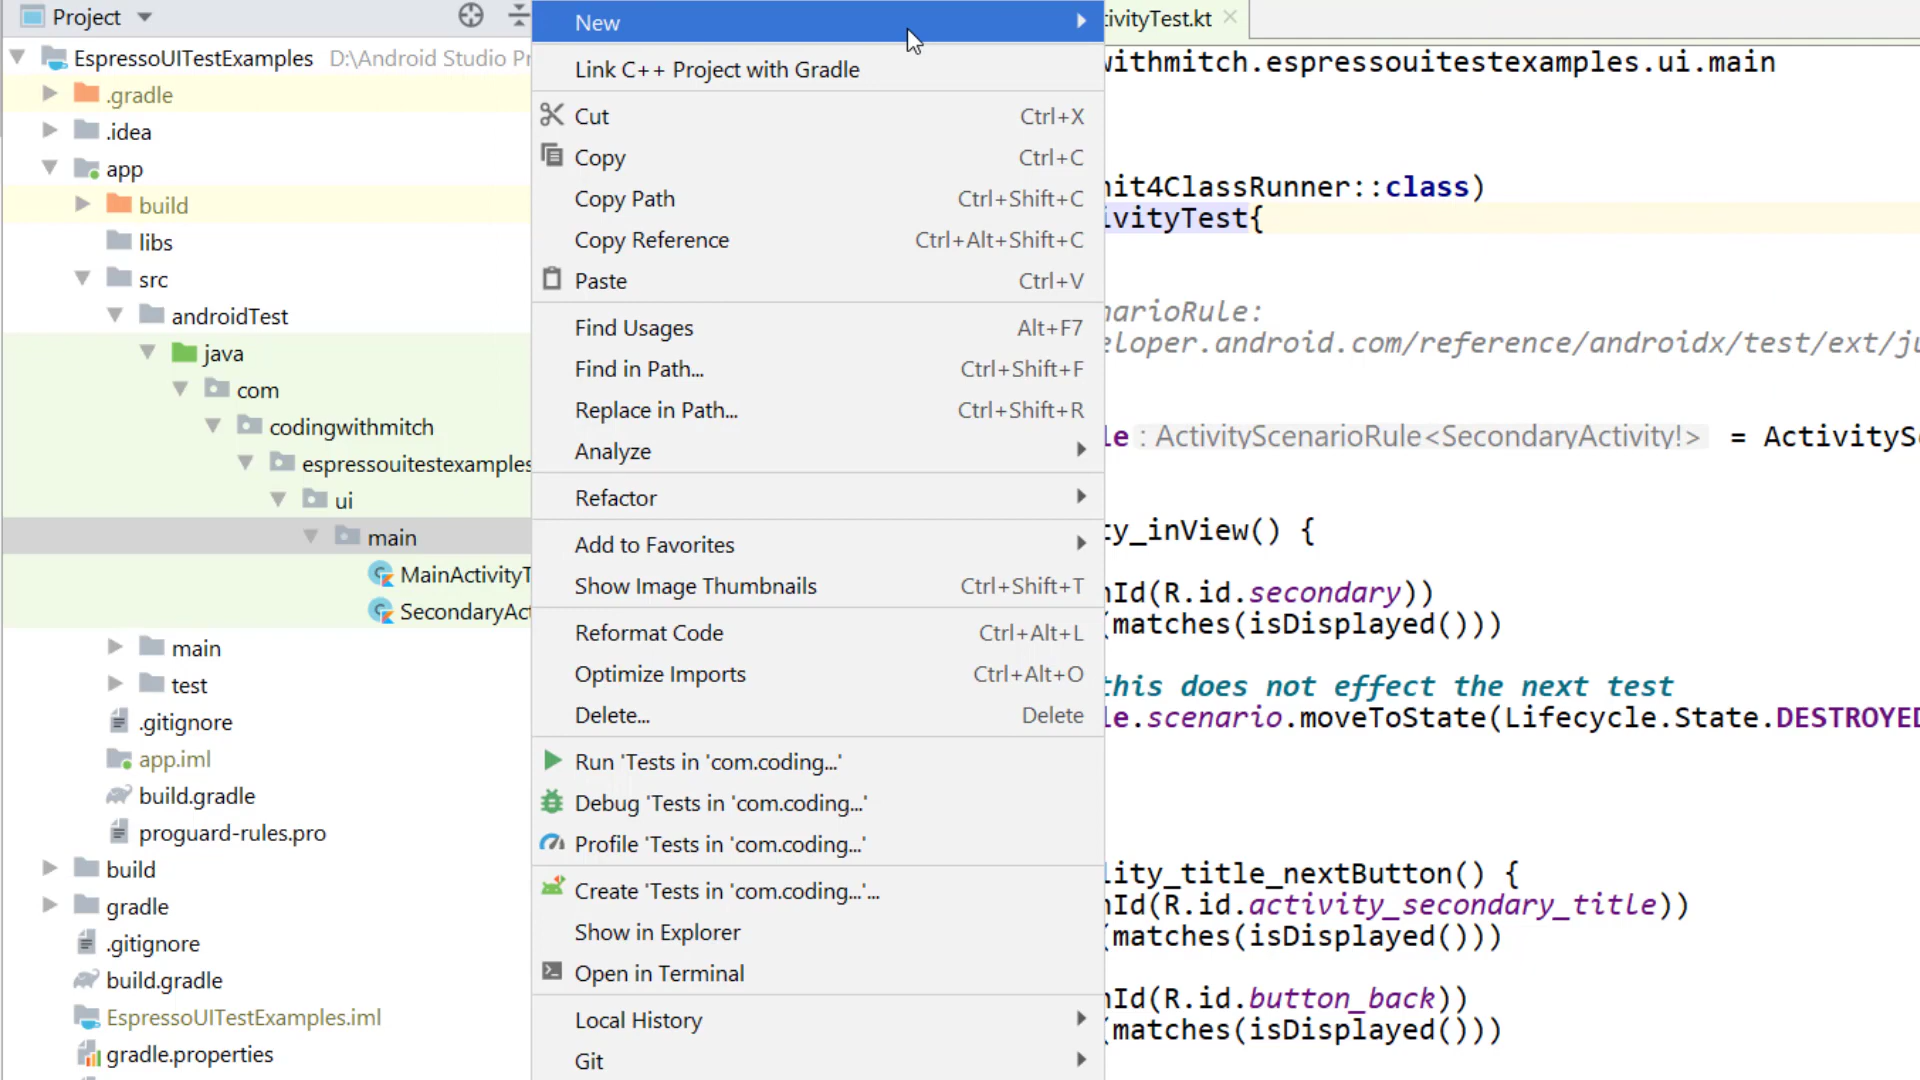 Project
EspressoUITestExamples D:\Android Studio Pr
.gradle
.idea
app
build
libs
src
androidTest
java
com
codingwithmitch
espressouitestexamples
ui
main
MainActivityT
SecondaryAct
main
test
.gitignore
app.iml
build.gradle
proguard-rules.pro
build
gradle
.gitignore
build.gradle
EspressoUITestExamples.iml
gradle.properties
New
Link C++ Project with Gradle
Cut Ctrl+X
Copy Ctrl+C
Copy Path Ctrl+Shift+C
Copy Reference Ctrl+Alt+Shift+C
Paste Ctrl+V
Find Usages Alt+F7
Find in Path... Ctrl+Shift+F
Replace in Path... Ctrl+Shift+R
Analyze
Refactor
Add to Favorites
Show Image Thumbnails Ctrl+Shift+T
Reformat Code Ctrl+Alt+L
Optimize Imports Ctrl+Alt+O
Delete... Delete
Run 'Tests in 'com.coding...'
Debug 'Tests in 'com.coding...'
Profile 'Tests in 'com.coding...'
Create 'Tests in 'com.coding...'...
Show in Explorer
Open in Terminal
Local History
Git
ivityTest.kt
withmitch.espressouitestexamples.ui.main
nit4ClassRunner::class)
ivityTest{
narioRule:
eloper.android.com/reference/androidx/test/ext/ju
le : ActivityScenarioRule<SecondaryActivity!> = ActivityS
ty_inView() {
hId(R.id.secondary))
(matches(isDisplayed()))
this does not effect the next test
le.scenario.moveToState(Lifecycle.State.DESTROYED
lity_title_nextButton() {
hId(R.id.activity_secondary_title))
(matches(isDisplayed()))
hId(R.id.button_back))
(matches(isDisplayed()))